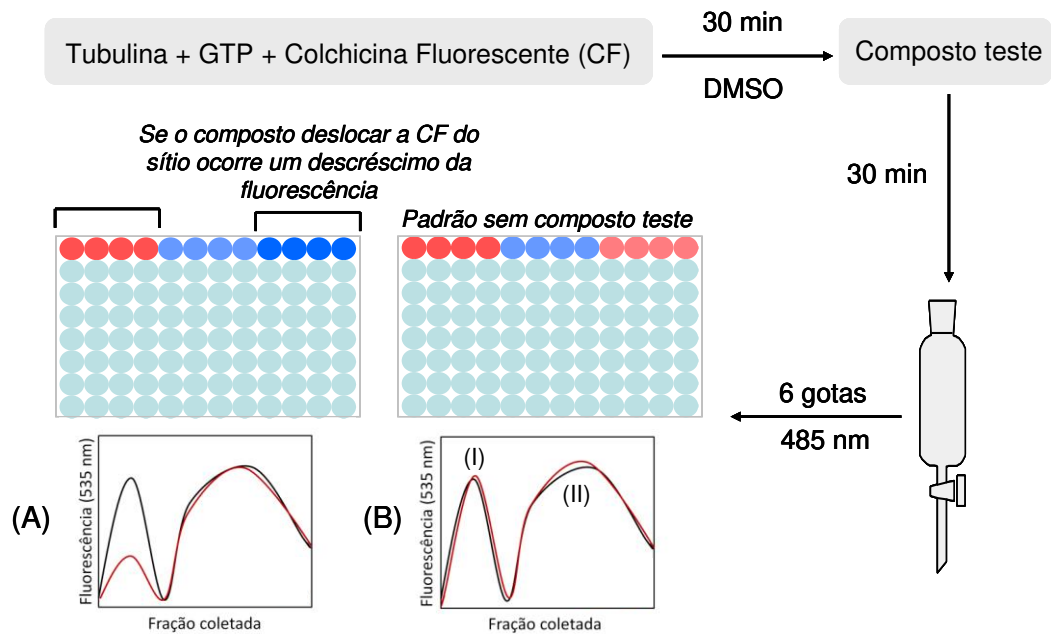 Tubulina + GTP + Colchicina Fluorescente (CF)
30 min
DMSO
Composto teste
30 min
Se o composto deslocar a CF do
sítio ocorre um descréscimo da
fluorescência
Padrão sem composto teste
6 gotas
485 nm
(A)
Fluorescência (535 nm)
Fração coletada
(B)
Fluorescência (535 nm)
(I)
(II)
Fração coletada